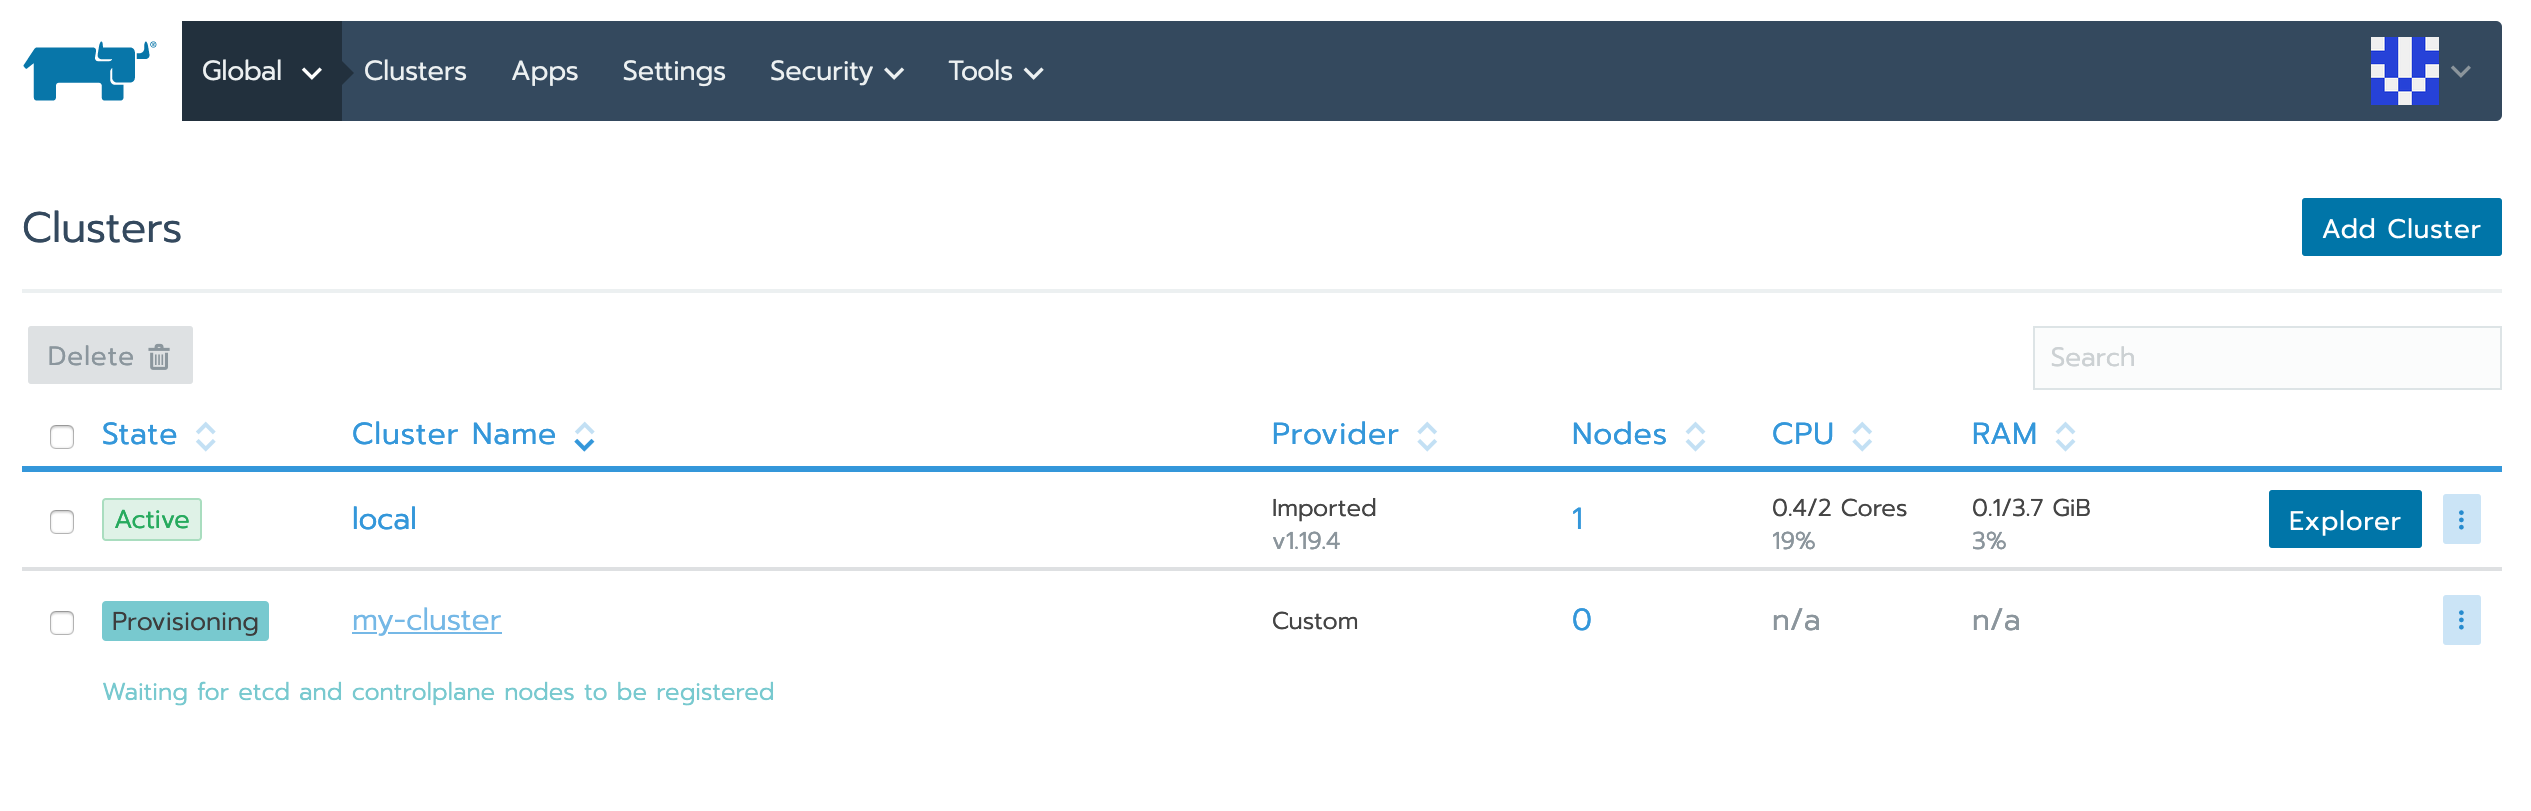 Global Clusters Apps Settings Security Tools
Clusters
Add Cluster
Delete
Search
State Cluster Name Provider Nodes CPU RAM
Active local Imported 1 0.4/2 Cores 0.1/3.7 GiB Explorer
v1.19.4 19% 3%
Provisioning my-cluster Custom 0 n/a n/a
Waiting for etcd and controlplane nodes to be registered